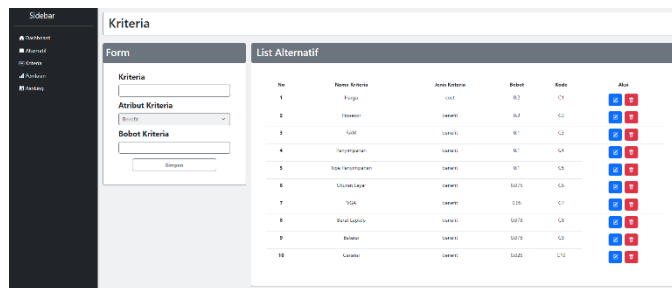 Sidebar
Dashboard
Alternatif
Kriteria
Penilaian
Ranking
Kriteria
Form
Kriteria
Atribut Kriteria
Benefit
Bobot Kriteria
Simpan
List Alternatif
No Nama Kriteria Jenis Kriteria Bobot Kode Aksi
1 Harga cost 0.2 C1
2 Prosesor benefit 0.2 C2
3 RAM benefit 0.1 C3
4 Penyimpanan benefit 0.1 C4
5 Tipe Penyimpanan benefit 0.1 C5
6 Ukuran Layar benefit 0.075 C6
7 VGA benefit 0.05 C7
8 Berat Laptop benefit 0.075 C8
9 Baterai benefit 0.075 C9
10 Garansi benefit 0.025 C10